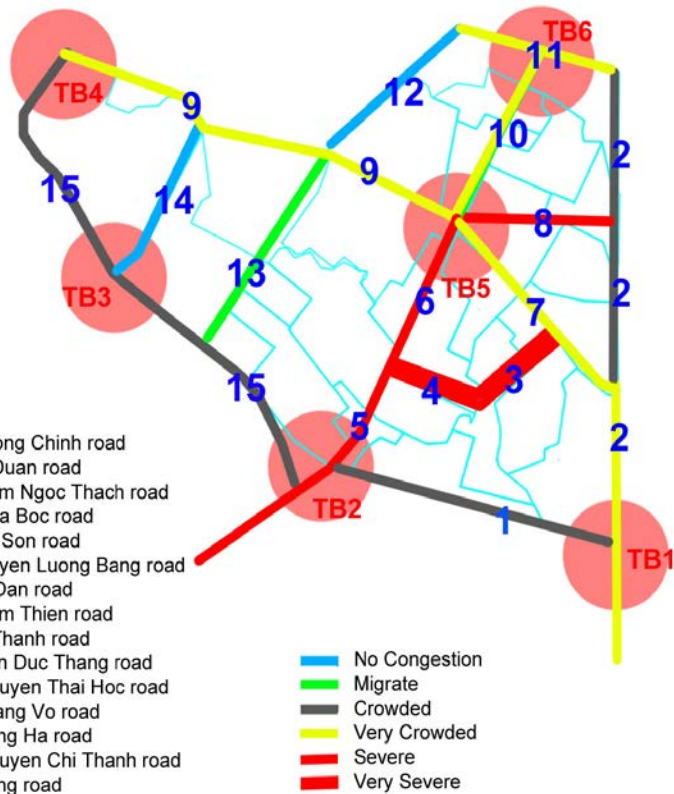 TB6
11
TB4
12
9
10
2
15
14
9
8
13
TB3
TB5
6
2
7
4
3
15
5
2
TB2
1
TB1
ong Chinh road
Duan road
m Ngoc Thach road
a Boc road
Son road
yen Luong Bang road
Dan road
m Thien road
Thanh road
n Duc Thang road
uyen Thai Hoc road
ang Vo road
ng Ha road
uyen Chi Thanh road
ng road
No Congestion
Migrate
Crowded
Very Crowded
Severe
Very Severe